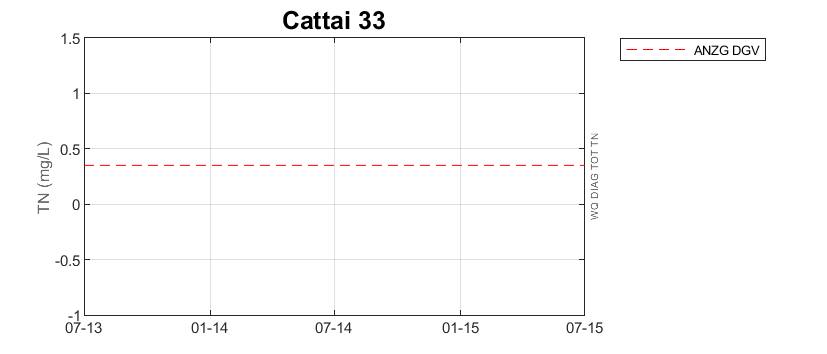 Cattai 33
ANZG DGV
1.5
1
0.5
0
-0.5
-1
TN (mg/L)
WQ DIAG TOT TN
07-13
01-14
07-14
01-15
07-15